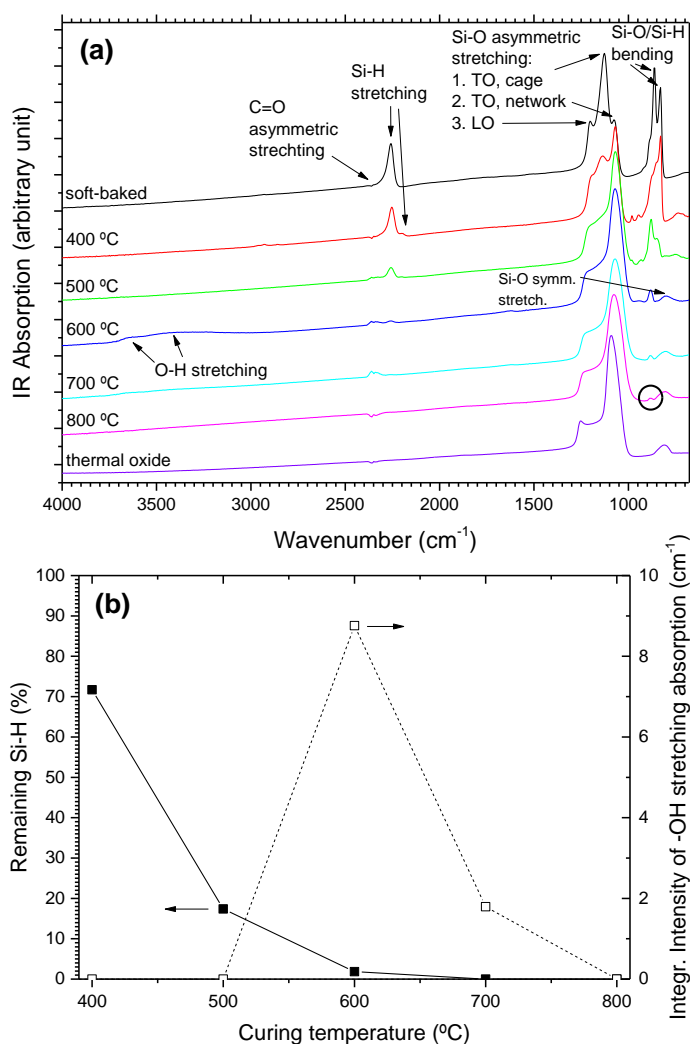 (a)
Si-O asymmetric
stretching:
1. TO, cage
2. TO, network
3. LO
Si-O/Si-H
bending
Si-H
stretching
C=O
asymmetric
strechting
soft-baked
400 ºC
500 ºC
600 ºC
700 ºC
800 ºC
thermal oxide
Si-O symm.
stretch.
O-H stretching
IR Absorption (arbitrary unit)
4000 3500 3000 2500 2000 1500 1000
Wavenumber (cm-1)
(b)
100
90
80
70
60
50
40
30
20
10
0
Remaining Si-H (%)
10
8
6
4
2
0
Integr. Intensity of -OH stretching absorption (cm-1)
400 500 600 700 800
Curing temperature (ºC)